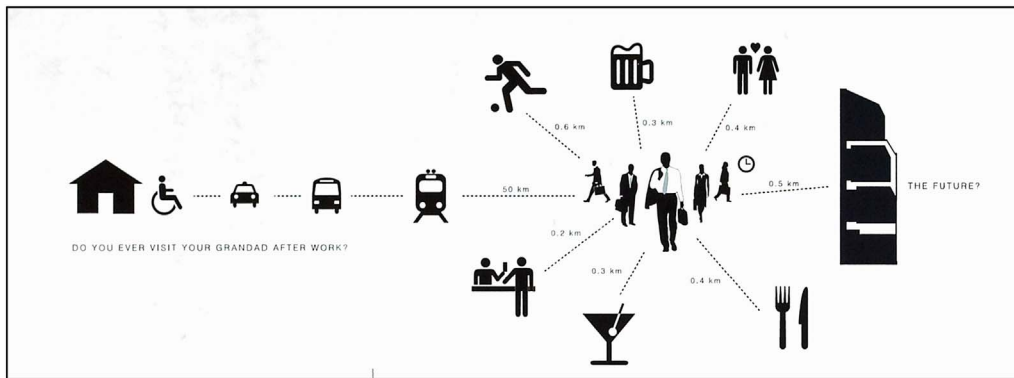 0.6 km
0.3 km
0.4 km
50 km
0.5 km
THE FUTURE?
DO YOU EVER VISIT YOUR GRANDAD AFTER WORK?
0.2 km
0.3 km
0.4 km